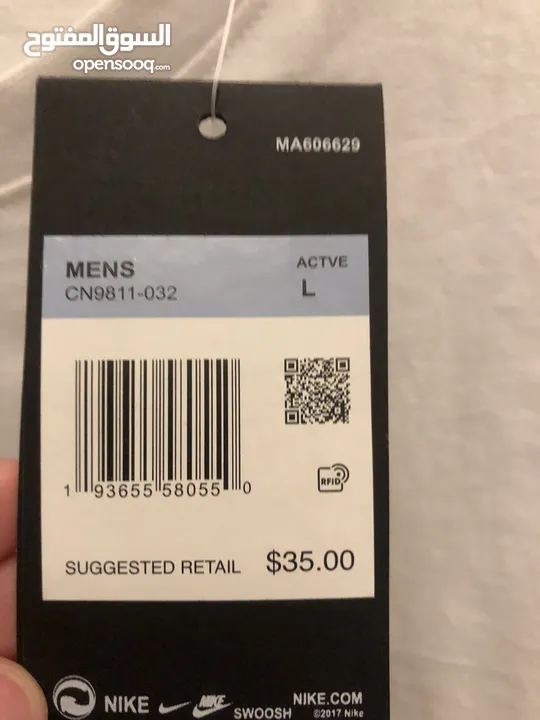 السوق المفتوح
opensooq.com
MA606629
MENS
CN9811-032
ACTVE
L
1 93655 58055 0
RFID
SUGGESTED RETAIL $35.00
NIKE NIKE SWOOSH
NIKE.COM
©2017 Nike